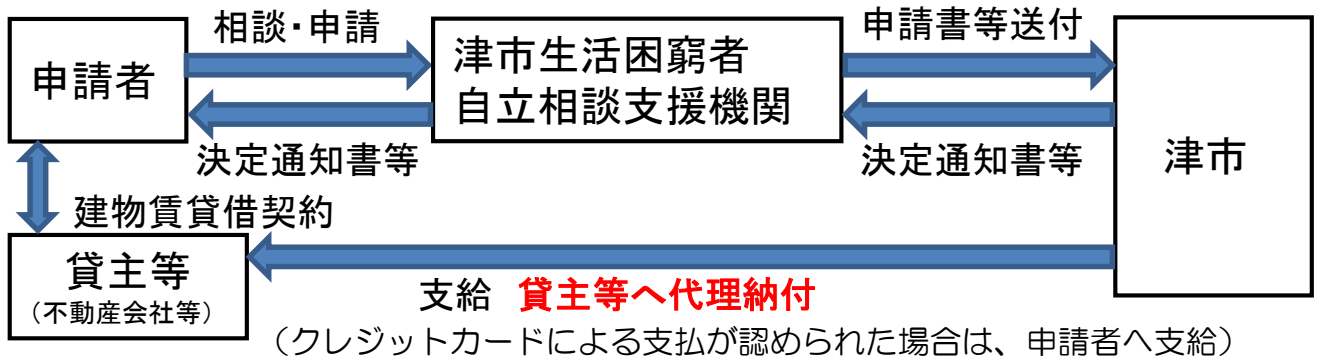 相談・申請
申請書等送付
申請者
津市生活困窮者
自立相談支援機関
津市
決定通知書等
決定通知書等
建物賃貸借契約
貸主等
（不動産会社等）
支給 貸主等へ代理納付
（クレジットカードによる支払が認められた場合は、申請者へ支給）